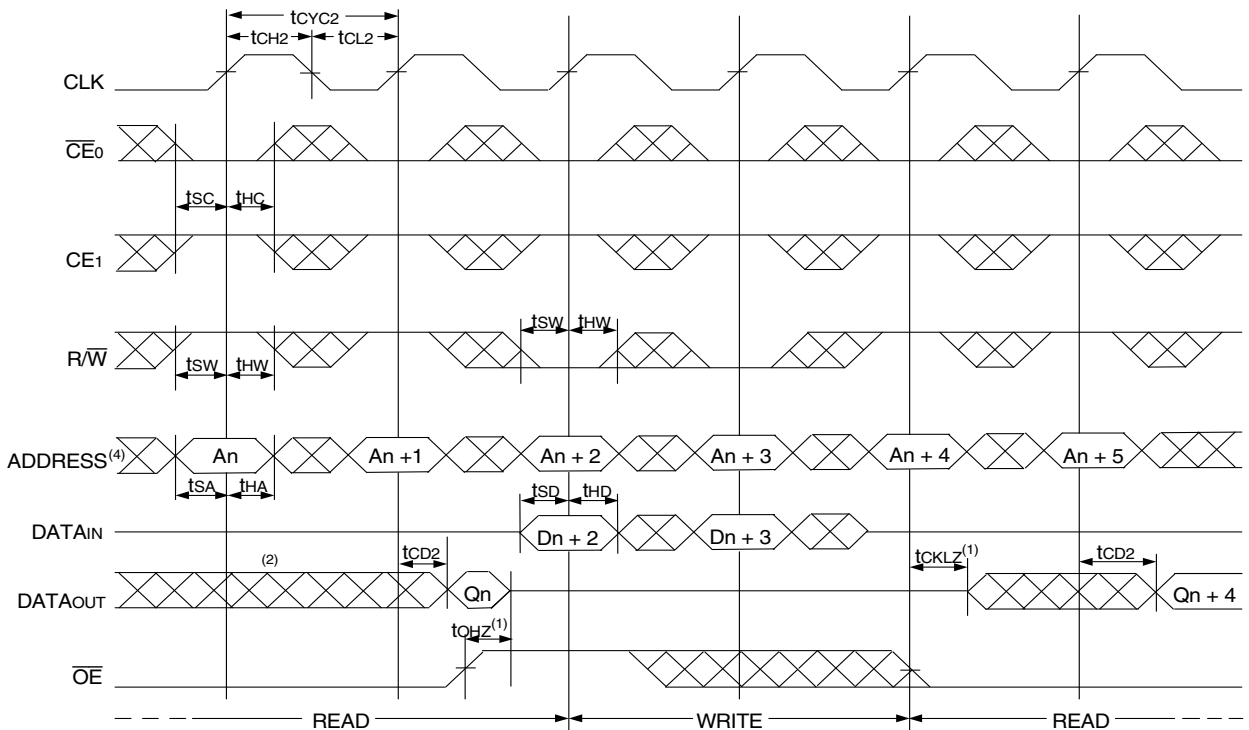 tCYC2
tCH2 tCL2
CLK
CE0
tSC tHC
CE1
tSW tHW
R/W
tSW tHW
ADDRESS(4) An An +1 An + 2 An + 3 An + 4 An + 5
tSA tHA tSD tHD
DATAIN Dn + 2 Dn + 3
(2) tCD2 tCKLZ(1) tCD2
DATAOUT Qn Qn + 4
tOHZ(1)
OE
READ WRITE READ